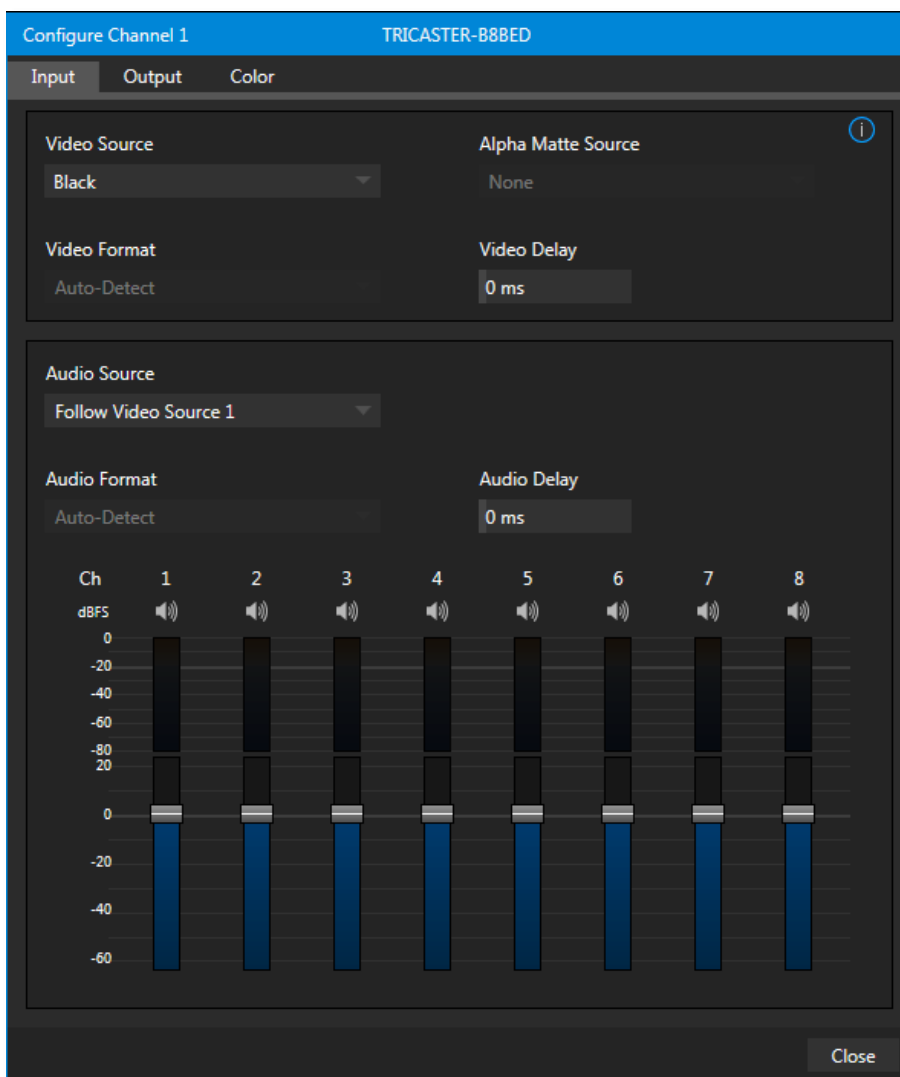 Configure Channel 1 TRICASTER-B8BED
Input Output Color
Video Source Alpha Matte Source
Black None
Video Format Video Delay
Auto-Detect 0 ms
Audio Source
Follow Video Source 1
Audio Format Audio Delay
Auto-Detect 0 ms
Ch 1 2 3 4 5 6 7 8
dBFS
0
-20
-40
-60
-80
20
0
-20
-40
-60
Close